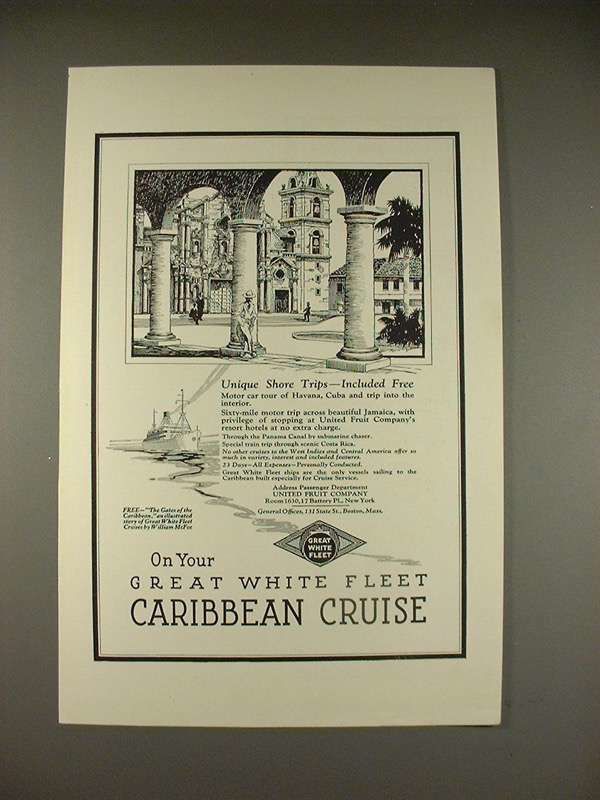 Unique Shore Trips—Included Free
Motor car tour of Havana, Cuba and trip into the
interior.
Sixty-mile motor trip across beautiful Jamaica, with
privilege of stopping at United Fruit Company's
resort hotels at no extra charge.
Through the Panama Canal by submarine chaser.
Special train trip through scenic Costa Rica.
No other cruises to the West Indies and Central America offer so
much in variety, interest and included features.
23 Days—All Expenses—Personally Conducted.
Great White Fleet ships are the only vessels sailing to the
Caribbean built especially for Cruise Service.
Address Passenger Department
UNITED FRUIT COMPANY
Room 1630, 17 Battery Pl., New York
General Offices, 131 State St., Boston, Mass.
FREE—"The Gates of the
Caribbean," an illustrated
story of Great White Fleet
Cruises by William McFee
GREAT
WHITE
FLEET
On Your
GREAT WHITE FLEET
CARIBBEAN CRUISE